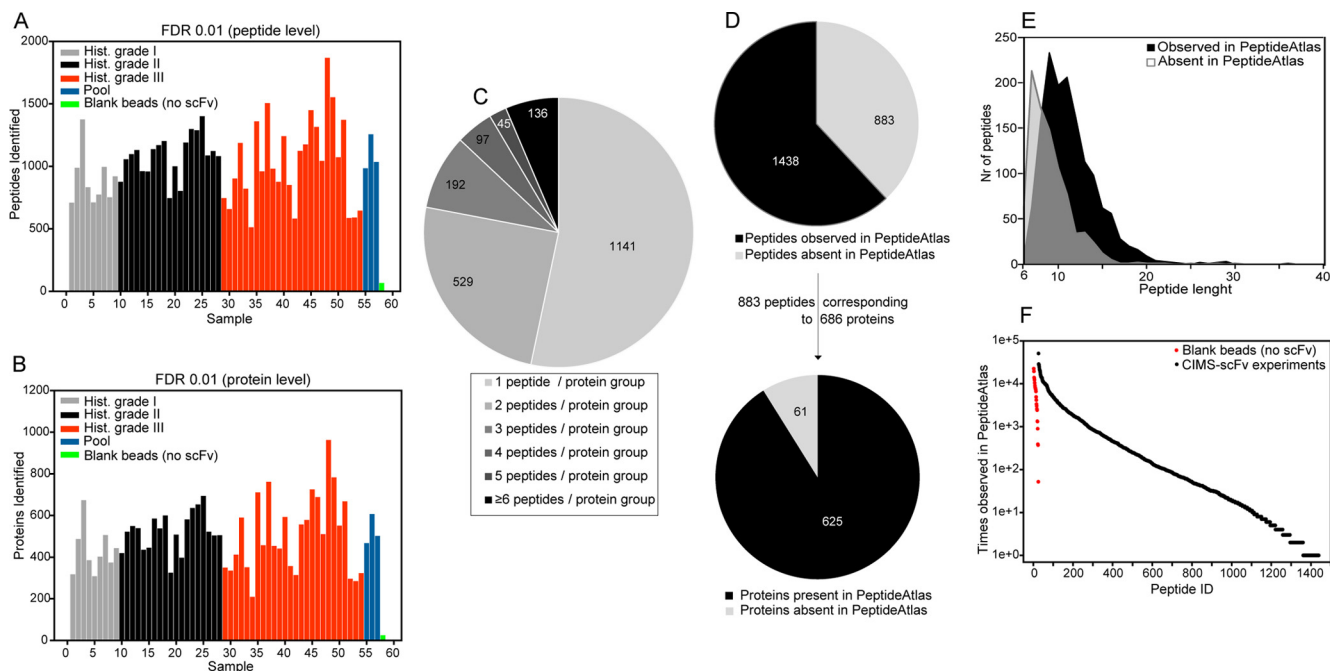 A
FDR 0.01 (peptide level)
Peptides Identified
2000
1500
1000
500
0
Hist. grade I
Hist. grade II
Hist. grade III
Pool
Blank beads (no scFv)
0 5 10 15 20 25 30 35 40 45 50 55 60
Sample
B
FDR 0.01 (protein level)
Proteins Identified
1200
1000
800
600
400
200
0
Hist. grade I
Hist. grade II
Hist. grade III
Pool
Blank beads (no scFv)
0 5 10 15 20 25 30 35 40 45 50 55 60
Sample
C
136
45
97
192
529
1141
1 peptide / protein group
2 peptides / protein group
3 peptides / protein group
4 peptides / protein group
5 peptides / protein group
≥6 peptides / protein group
D
883
1438
Peptides observed in PeptideAtlas
Peptides absent in PeptideAtlas
883 peptides corresponding
to 686 proteins
61
625
Proteins present in PeptideAtlas
Proteins absent in PeptideAtlas
E
Nr of peptides
250
200
150
100
50
0
Observed in PeptideAtlas
Absent in PeptideAtlas
6 10 20 30 40
Peptide lenght
F
Times observed in PeptideAtlas
1e+5
1e+4
1e+3
1e+2
1e+1
1e+0
Blank beads (no scFv)
CIMS-scFv experiments
0 200 400 600 800 1000 1200 1400
Peptide ID